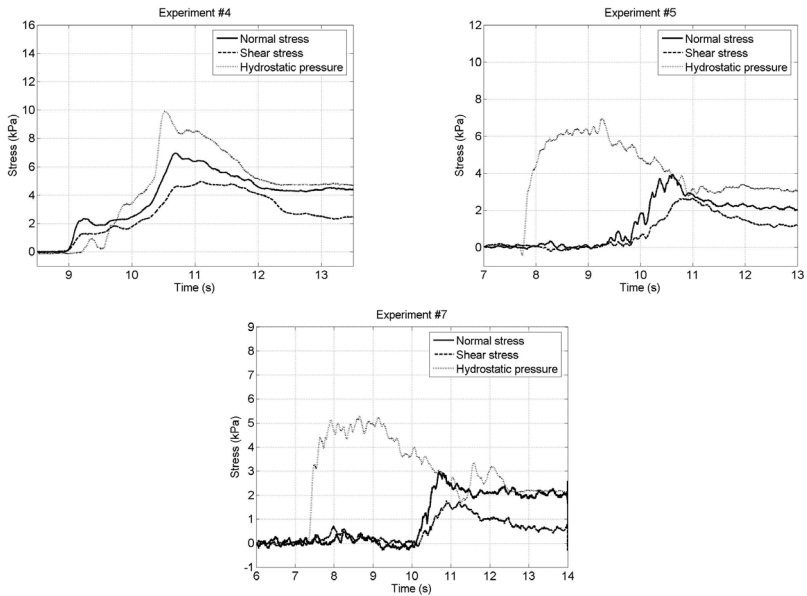 Experiment #4
Normal stress
Shear stress
Hydrostatic pressure
Stress (kPa)
16
14
12
10
8
6
4
2
0
9 10 11 12 13
Time (s)
Experiment #5
Normal stress
Shear stress
Hydrostatic pressure
Stress (kPa)
12
10
8
6
4
2
0
7 8 9 10 11 12 13
Time (s)
Experiment #7
Normal stress
Shear stress
Hydrostatic pressure
Stress (kPa)
9
8
7
6
5
4
3
2
1
0
-1
6 7 8 9 10 11 12 13 14
Time (s)